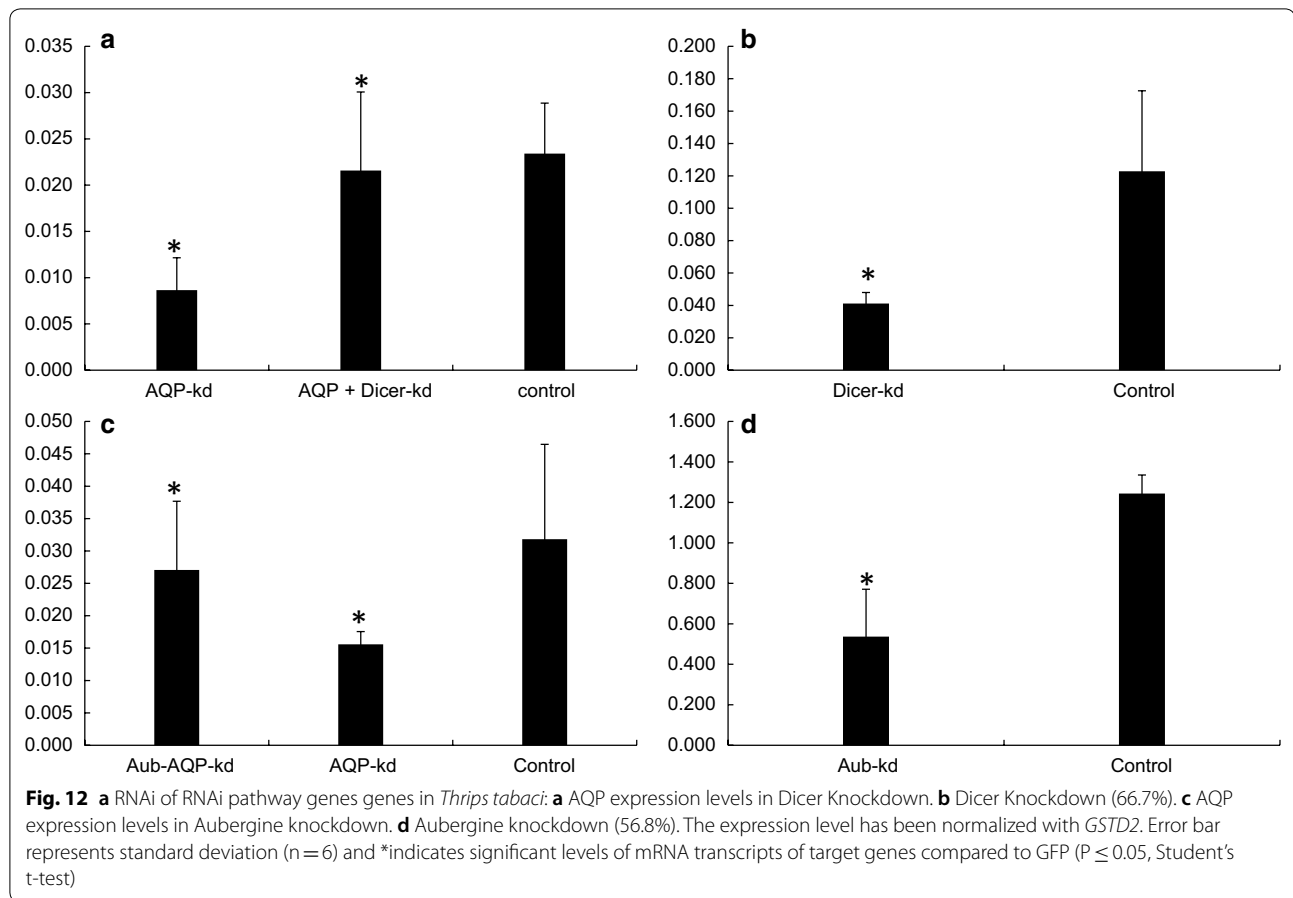 a
0.035
0.030
0.025
0.020
0.015
0.010
0.005
0.000
*
*
AQP-kd
AQP + Dicer-kd
control
b
0.200
0.180
0.160
0.140
0.120
0.100
0.080
0.060
0.040
0.020
0.000
*
Dicer-kd
Control
c
0.050
0.045
0.040
0.035
0.030
0.025
0.020
0.015
0.010
0.005
0.000
*
*
Aub-AQP-kd
AQP-kd
Control
d
1.600
1.400
1.200
1.000
0.800
0.600
0.400
0.200
0.000
*
Aub-kd
Control
Fig. 12 a RNAi of RNAi pathway genes genes in Thrips tabaci: a AQP expression levels in Dicer Knockdown. b Dicer Knockdown (66.7%). c AQP
expression levels in Aubergine knockdown. d Aubergine knockdown (56.8%). The expression level has been normalized with GSTD2. Error bar
represents standard deviation (n = 6) and *indicates significant levels of mRNA transcripts of target genes compared to GFP (P ≤ 0.05, Student's
t-test)